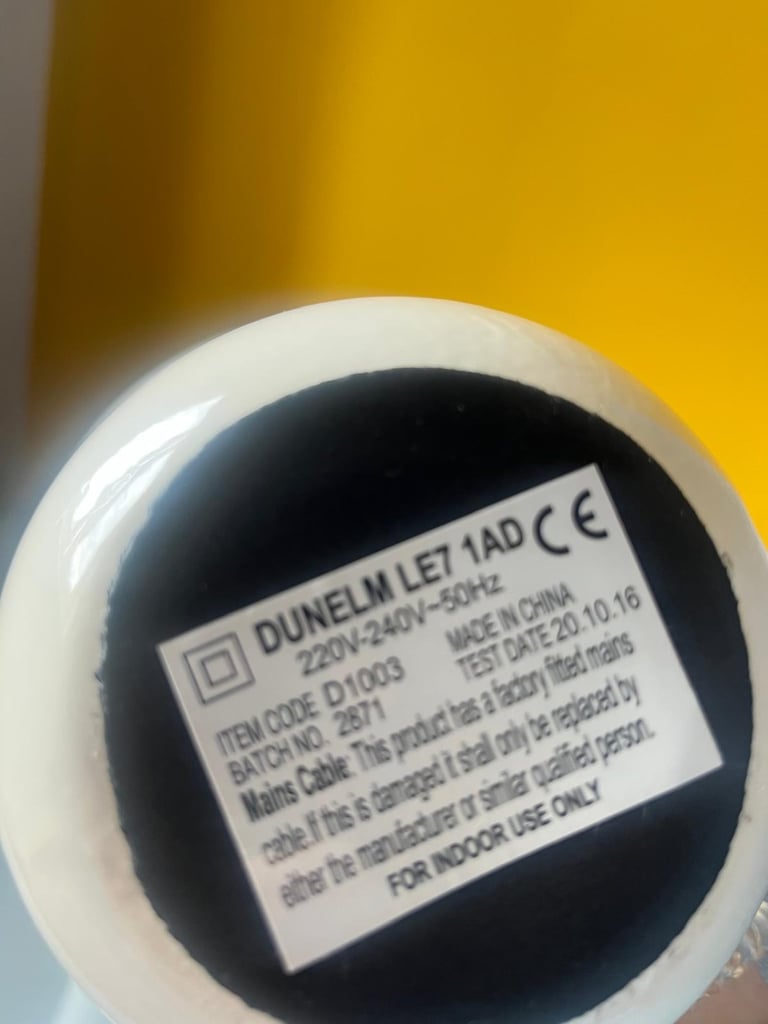 DUNELM LE7 1AD CE
220V-240V~50Hz
ITEM CODE D1003 MADE IN CHINA
BATCH NO. 2871 TEST DATE 20.10.16
Mains Cable: This product has a factory fitted mains
cable.If this is damaged it shall only be replaced by
either the manufacturer or similar qualified person.
FOR INDOOR USE ONLY